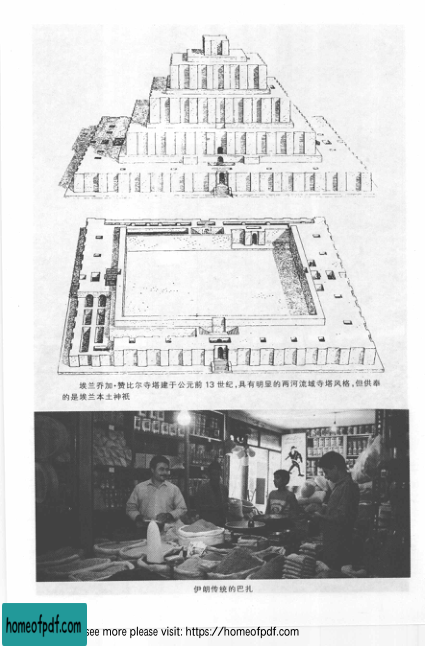 埃兰乔加·赞比尔寺塔建于公元前 13 世纪,具有明显的两河流域寺塔风格,但供奉
的是埃兰本土神祇
伊朗传统的巴扎
homeofpdf.com
see more please visit: https://homeofpdf.com